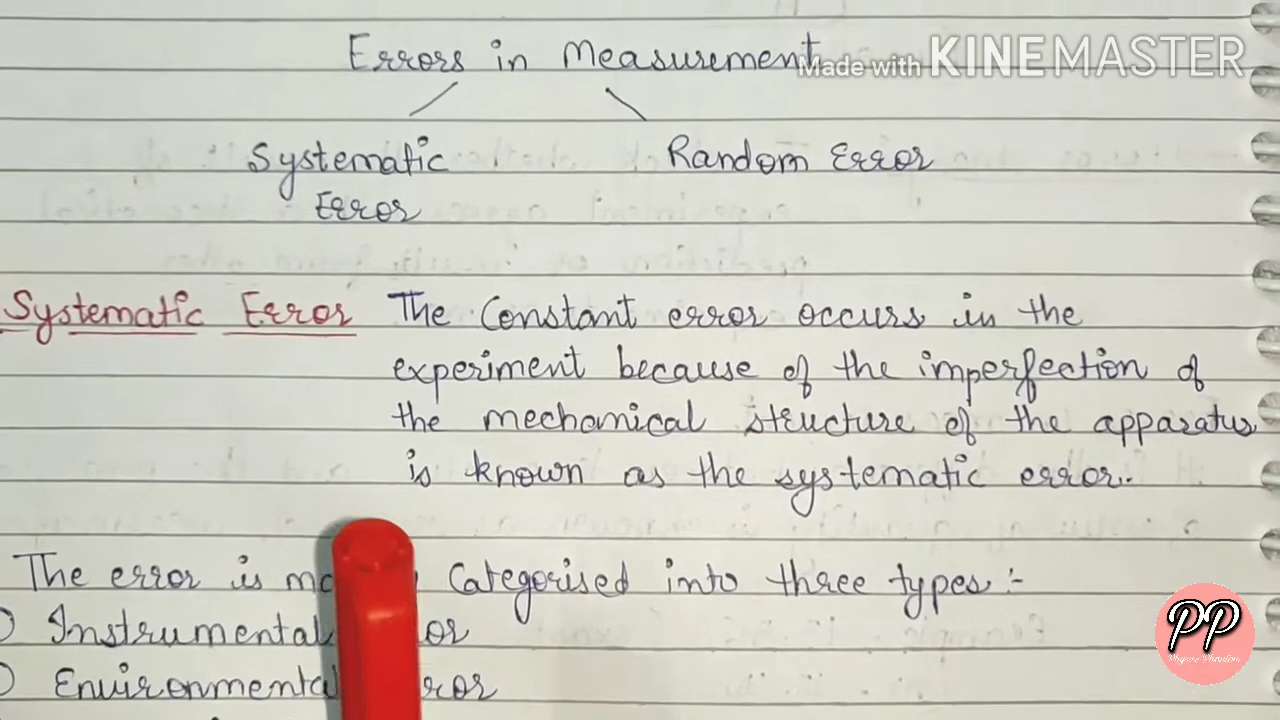 Errors in Measurement
Made with KINEMASTER
Systematic Random Error
Error
Systematic Error The Constant error occurs in the
experiment because of the imperfection of
the mechanical structure of the apparatus
is known as the systematic error.
The error is Categorised into three types :-
Instrumental
Environmental
PP